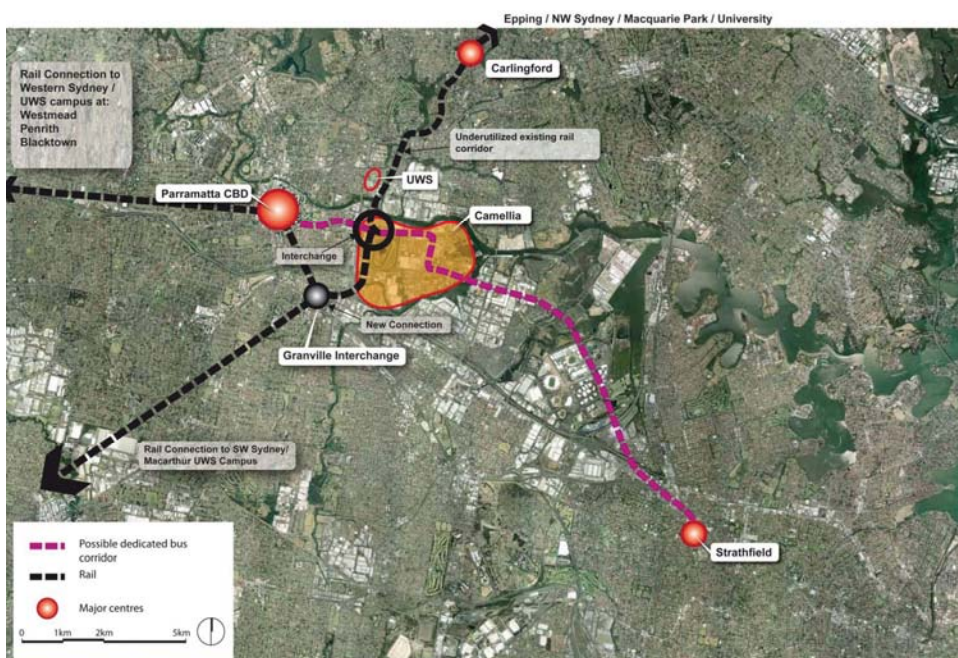 Epping / NW Sydney / Macquarie Park / University
Carlingford
Rail Connection to
Western Sydney /
UWS campus at:
Westmead
Penrith
Blacktown
Underutilized existing rail
corridor
UWS
Parramatta CBD
Camellia
Interchange
New Connection
Granville Interchange
Rail Connection to SW Sydney/
Macarthur UWS Campus
Strathfield
Possible dedicated bus
corridor
Rail
Major centres
0 1km 2km 5km